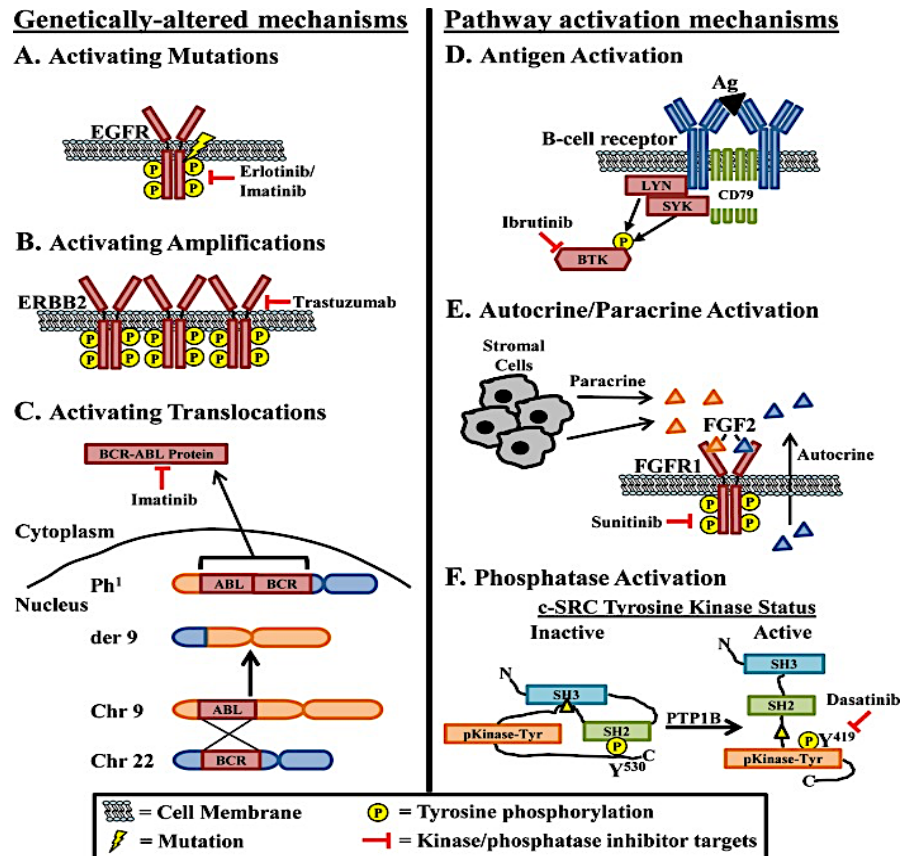 Genetically-altered mechanisms
A. Activating Mutations
EGFR
P P
P P
Erlotinib/
Imatinib
B. Activating Amplifications
ERBB2
Trastuzumab
P P P P P P
P P P P P P
C. Activating Translocations
BCR-ABL Protein
Imatinib
Cytoplasm
Nucleus
Ph¹
ABL BCR
der 9
Chr 9
ABL
Chr 22
BCR
Pathway activation mechanisms
D. Antigen Activation
Ag
B-cell receptor
CD79
LYN
SYK
Ibrutinib
P
BTK
E. Autocrine/Paracrine Activation
Stromal
Cells
Paracrine
FGF2
FGFR1
Autocrine
P P
P P
Sunitinib
F. Phosphatase Activation
c-SRC Tyrosine Kinase Status
Inactive
N
SH3
pKinase-Tyr
SH2
P
C
Y⁵³⁰
PTP1B
Active
N
SH3
SH2
Dasatinib
P Y⁴¹⁹
pKinase-Tyr
C
= Cell Membrane
P = Tyrosine phosphorylation
= Mutation
= Kinase/phosphatase inhibitor targets